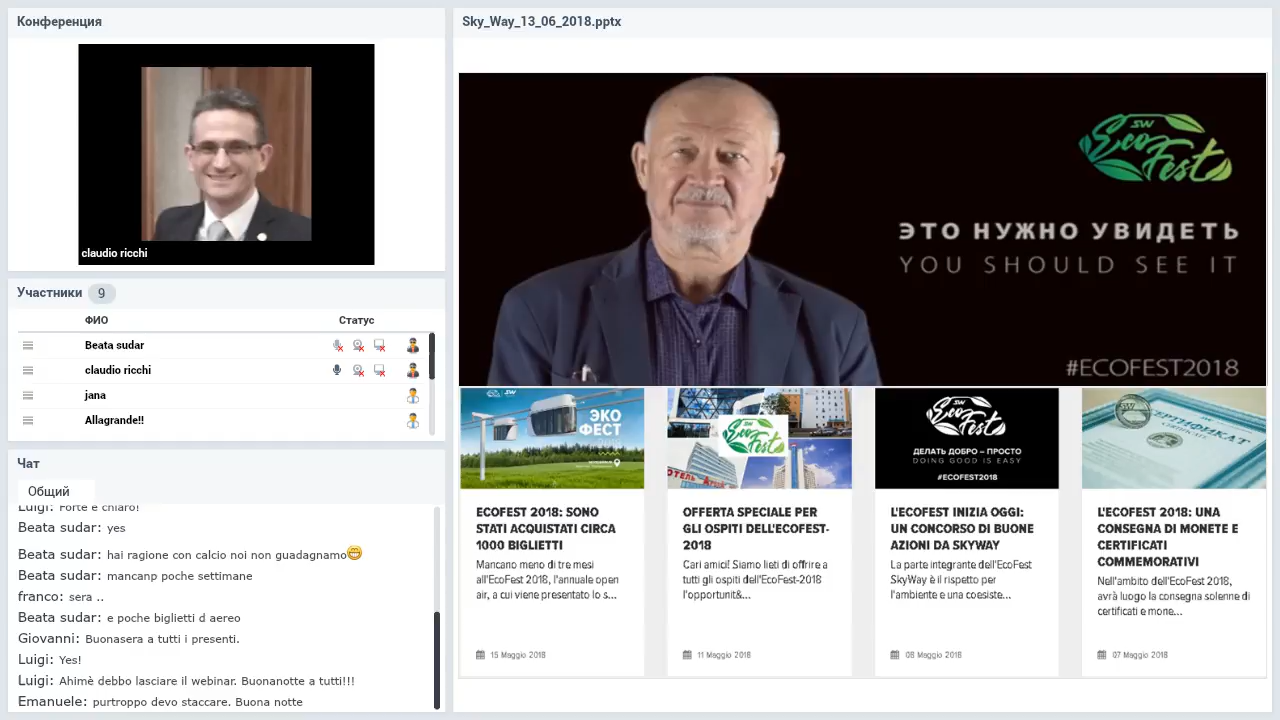 Конференция
claudio ricchi
Участники 9
ФИО Статус
Beata sudar
claudio ricchi
jana
Allagrande!!
Чат
Общий
Luigi: Forte e chiaro!
Beata sudar: yes
Beata sudar: hai ragione con calcio noi non guadagnamo
Beata sudar: mancanp poche settimane
franco: sera ..
Beata sudar: e poche biglietti d aereo
Giovanni: Buonasera a tutti i presenti.
Luigi: Yes!
Luigi: Ahimè debbo lasciare il webinar. Buonanotte a tutti!!!
Emanuele: purtroppo devo staccare. Buona notte
Sky_Way_13_06_2018.pptx
SW
EcoFest
ЭТО НУЖНО УВИДЕТЬ
YOU SHOULD SEE IT
#ECOFEST2018
ЭКО
ФЕСТ
ECOFEST 2018: SONO
STATI ACQUISTATI CIRCA
1000 BIGLIETTI
Mancano meno di tre mesi
all'EcoFest 2018, l'annuale open
air, a cui viene presentato lo s...
15 Maggio 2018
SW
EcoFest
OFFERTA SPECIALE PER
GLI OSPITI DELL'ECOFEST-
2018
Cari amici! Siamo lieti di offrire a
tutti gli ospiti dell'EcoFest-2018
l'opportunit&...
11 Maggio 2018
SW
EcoFest
ДЕЛАТЬ ДОБРО – ПРОСТО
DOING GOOD IS EASY
#ECOFEST2018
L'ECOFEST INIZIA OGGI:
UN CONCORSO DI BUONE
AZIONI DA SKYWAY
La parte integrante dell'EcoFest
SkyWay è il rispetto per
l'ambiente e una coesiste...
08 Maggio 2018
СЕРТИФИКАТ
L'ECOFEST 2018: UNA
CONSEGNA DI MONETE E
CERTIFICATI
COMMEMORATIVI
Nell'ambito dell'EcoFest 2018,
avrà luogo la consegna solenne di
certificati e mone...
07 Maggio 2018